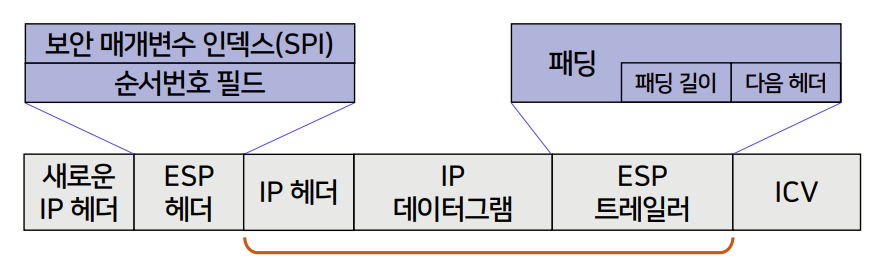 보안 매개변수 인덱스(SPI)
순서번호 필드
패딩
패딩 길이
다음 헤더
새로운
IP 헤더
ESP
헤더
IP 헤더
IP
데이터그램
ESP
트레일러
ICV